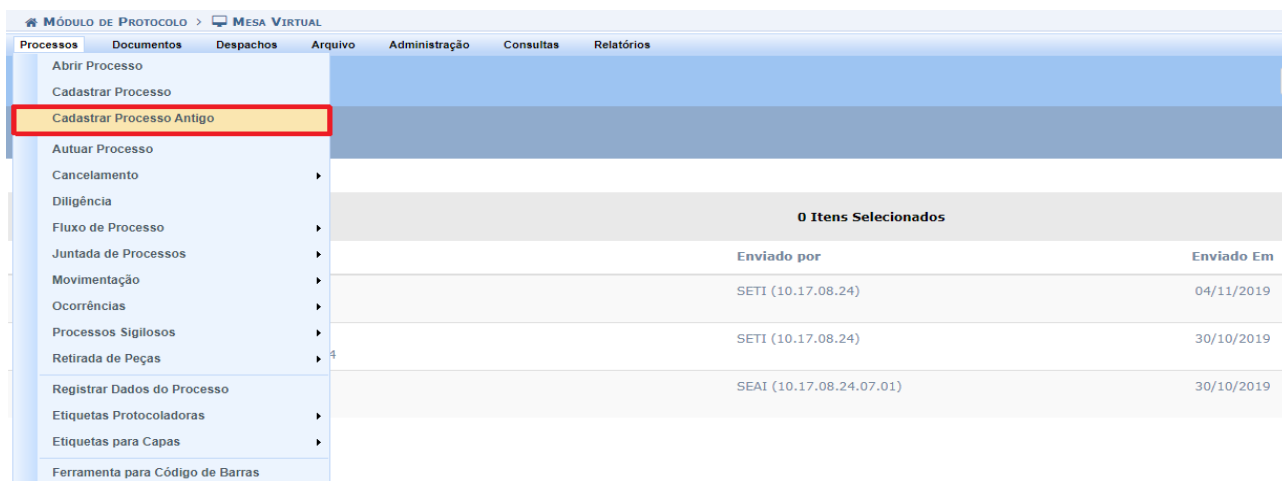 Módulo de Protocolo > Mesa Virtual
Processos Documentos Despachos Arquivo Administração Consultas Relatórios
Abrir Processo
Cadastrar Processo
Cadastrar Processo Antigo
Autuar Processo
Cancelamento
Diligência
0 Itens Selecionados
Fluxo de Processo
Juntada de Processos
Enviado por Enviado Em
Movimentação
SETI (10.17.08.24) 04/11/2019
Ocorrências
Processos Sigilosos
SETI (10.17.08.24) 30/10/2019
Retirada de Peças
4
Registrar Dados do Processo
SEAI (10.17.08.24.07.01) 30/10/2019
Etiquetas Protocoladoras
Etiquetas para Capas
Ferramenta para Código de Barras